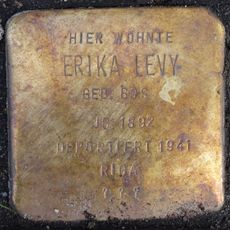 HIER WOHNTE
ERIKA LEVY
GEB.
JG. 1892
DEPORTIERT 1941
RIGA
? ? ?